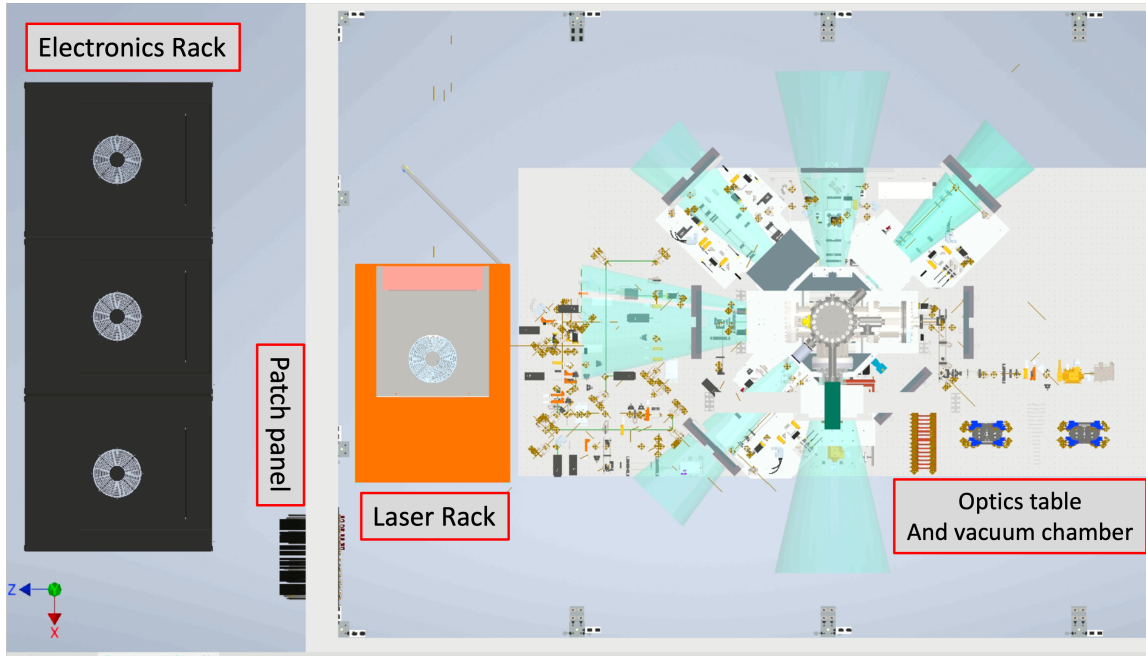 Electronics Rack
Patch panel
Laser Rack
Optics table
And vacuum chamber
Z
X